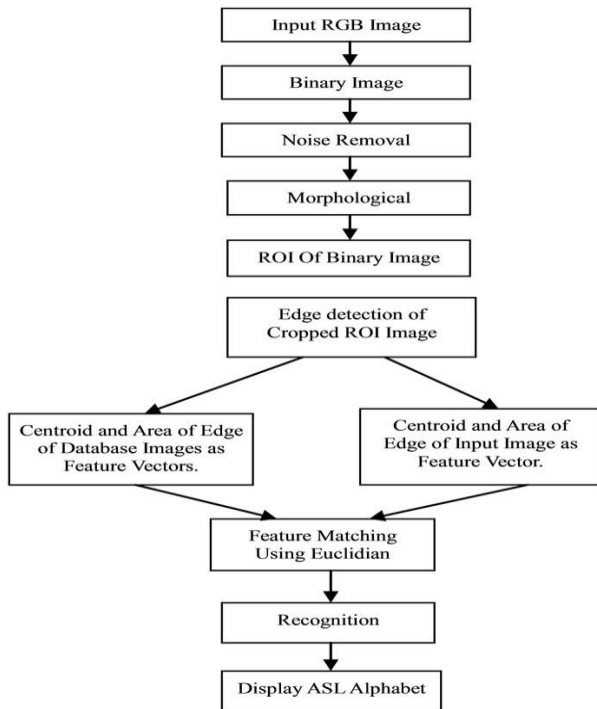 Input RGB Image
Binary Image
Noise Removal
Morphological
ROI Of Binary Image
Edge detection of
Cropped ROI Image
Centroid and Area of Edge
of Database Images as
Feature Vectors.
Centroid and Area of
Edge of Input Image as
Feature Vector.
Feature Matching
Using Euclidian
Recognition
Display ASL Alphabet